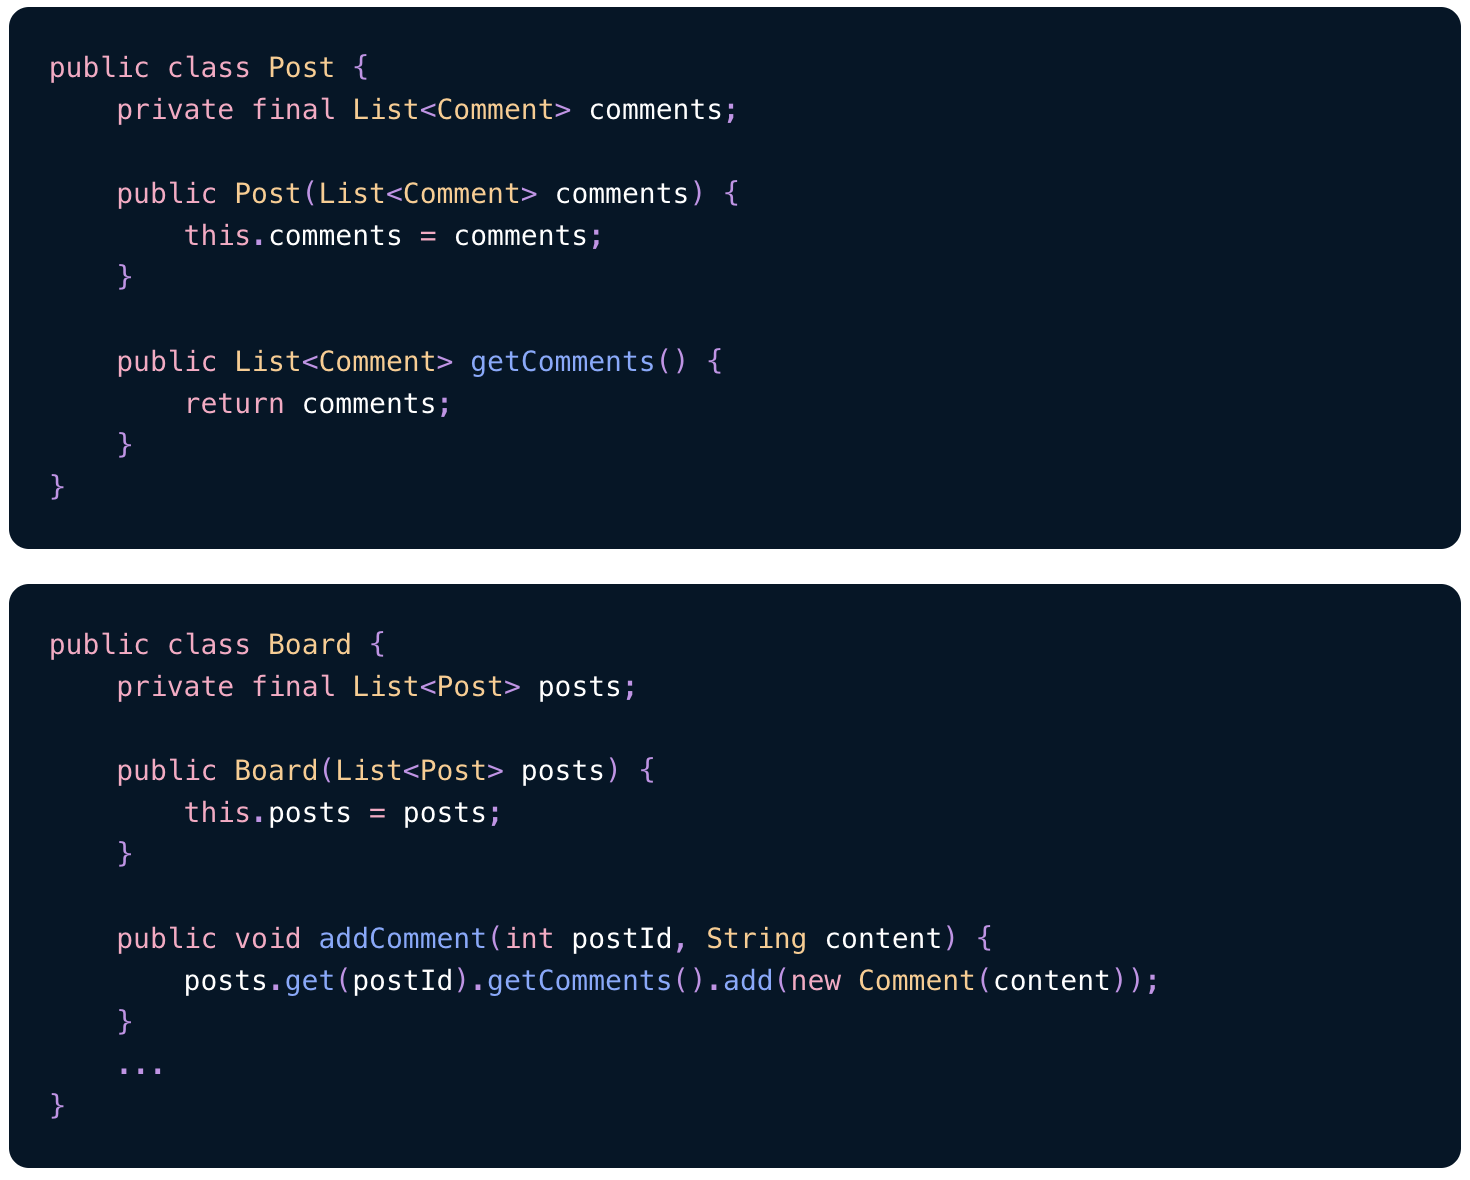 public class Post {
    private final List<Comment> comments;

    public Post(List<Comment> comments) {
        this.comments = comments;
    }

    public List<Comment> getComments() {
        return comments;
    }
}

public class Board {
    private final List<Post> posts;

    public Board(List<Post> posts) {
        this.posts = posts;
    }

    public void addComment(int postId, String content) {
        posts.get(postId).getComments().add(new Comment(content));
    }
    ...
}